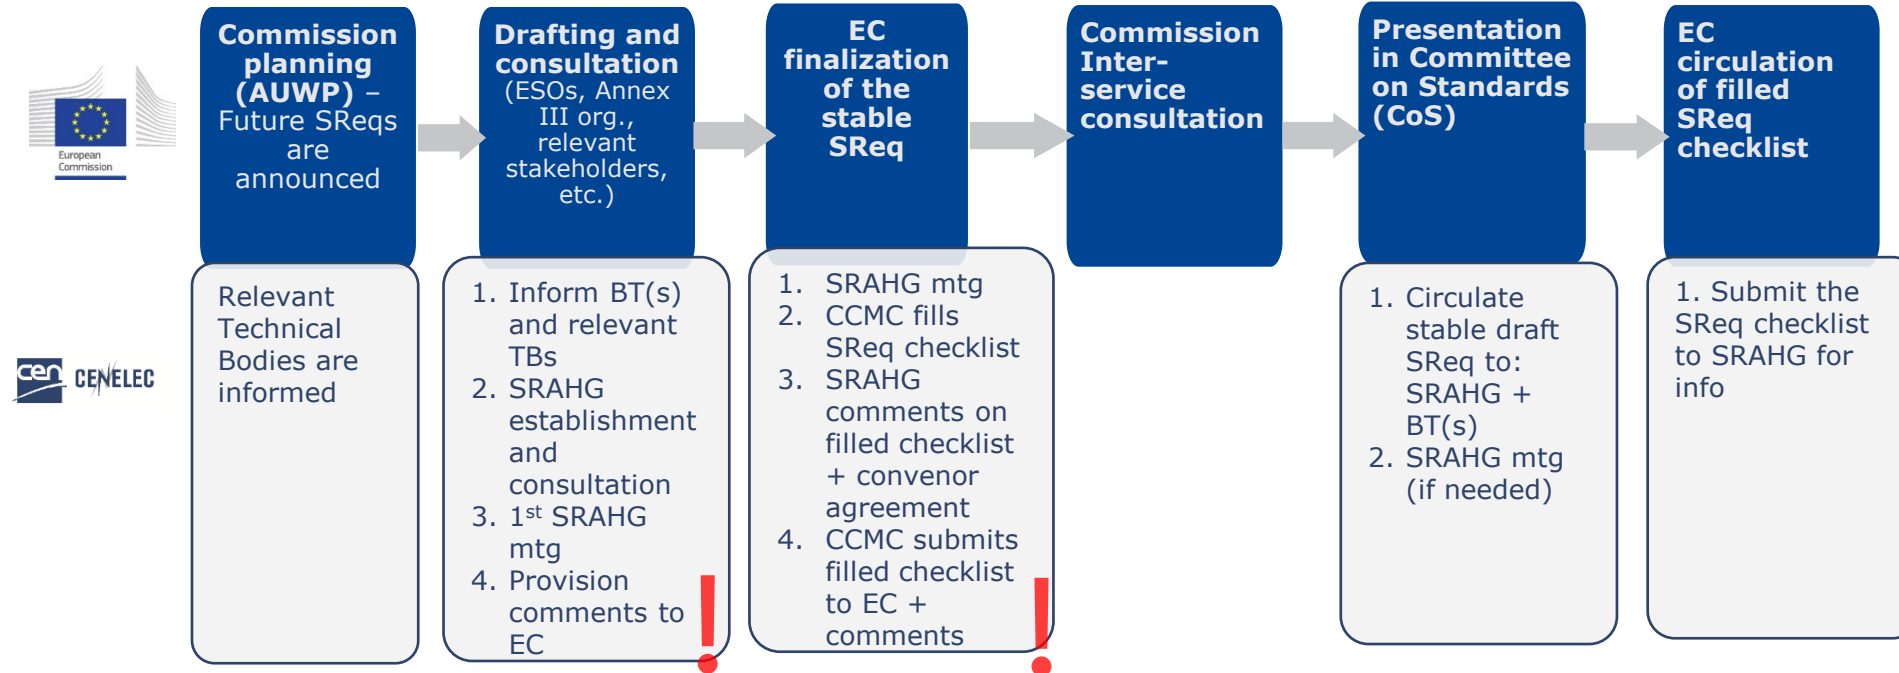 Commission
planning
(AUWP) –
Future SReqs
are
announced
Drafting and
consultation
(ESOs, Annex
III org.,
relevant
stakeholders,
etc.)
EC
finalization
of the
stable
SReq
Commission
Inter-
service
consultation
Presentation
in Committee
on Standards
(CoS)
EC
circulation
of filled
SReq
checklist
European
Commission
Relevant
Technical
Bodies are
informed
1. Inform BT(s)
and relevant
TBs
2. SRAHG
establishment
and
consultation
3. 1st SRAHG
mtg
4. Provision
comments to
EC
!
1. SRAHG mtg
2. CCMC fills
SReq checklist
3. SRAHG
comments on
filled checklist
+ convenor
agreement
4. CCMC submits
filled checklist
to EC +
comments
!
1. Circulate
stable draft
SReq to:
SRAHG +
BT(s)
2. SRAHG mtg
(if needed)
1. Submit the
SReq checklist
to SRAHG for
info
cen CENELEC